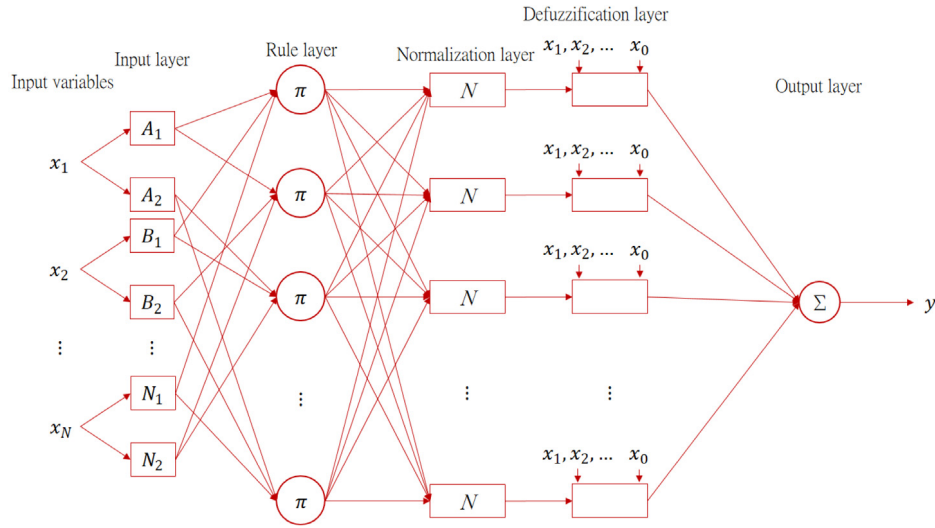 Defuzzification layer
Rule layer
Normalization layer
Input layer
Input variables
Output layer
x₁, x₂, ... x₀
π
N
A₁
x₁
x₁, x₂, ... x₀
A₂
π
N
B₁
x₂
x₁, x₂, ... x₀
B₂
π
N
Σ
y
⋮ ⋮
N₁
⋮ ⋮ ⋮
x_N
N₂
x₁, x₂, ... x₀
π
N